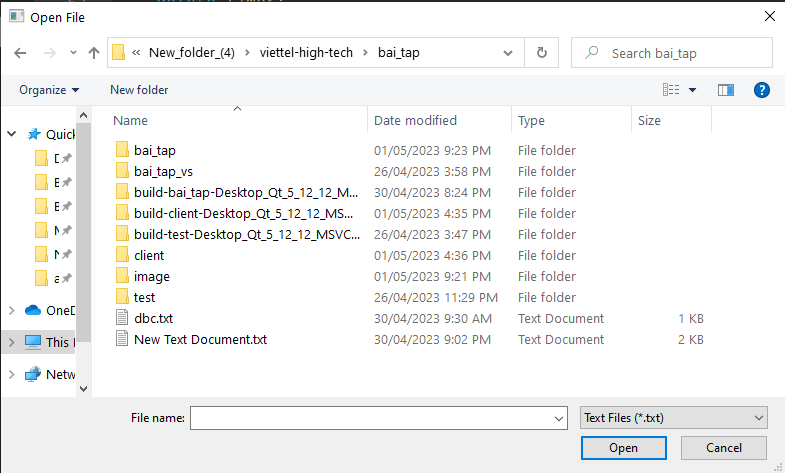 Open File
« New_folder_(4) › viettel-high-tech › bai_tap
Search bai_tap
Organize
New folder
Name Date modified Type Size
Quick
bai_tap 01/05/2023 9:23 PM File folder
bai_tap_vs 26/04/2023 3:58 PM File folder
build-bai_tap-Desktop_Qt_5_12_12_M... 30/04/2023 8:24 PM File folder
build-client-Desktop_Qt_5_12_12_MS... 01/05/2023 4:35 PM File folder
build-test-Desktop_Qt_5_12_12_MSVC... 26/04/2023 3:47 PM File folder
client 01/05/2023 4:36 PM File folder
image 01/05/2023 9:21 PM File folder
test 26/04/2023 11:29 PM File folder
OneD
dbc.txt 30/04/2023 9:30 AM Text Document 1 KB
This
New Text Document.txt 30/04/2023 9:02 PM Text Document 2 KB
Netw
File name:
Text Files (*.txt)
Open
Cancel